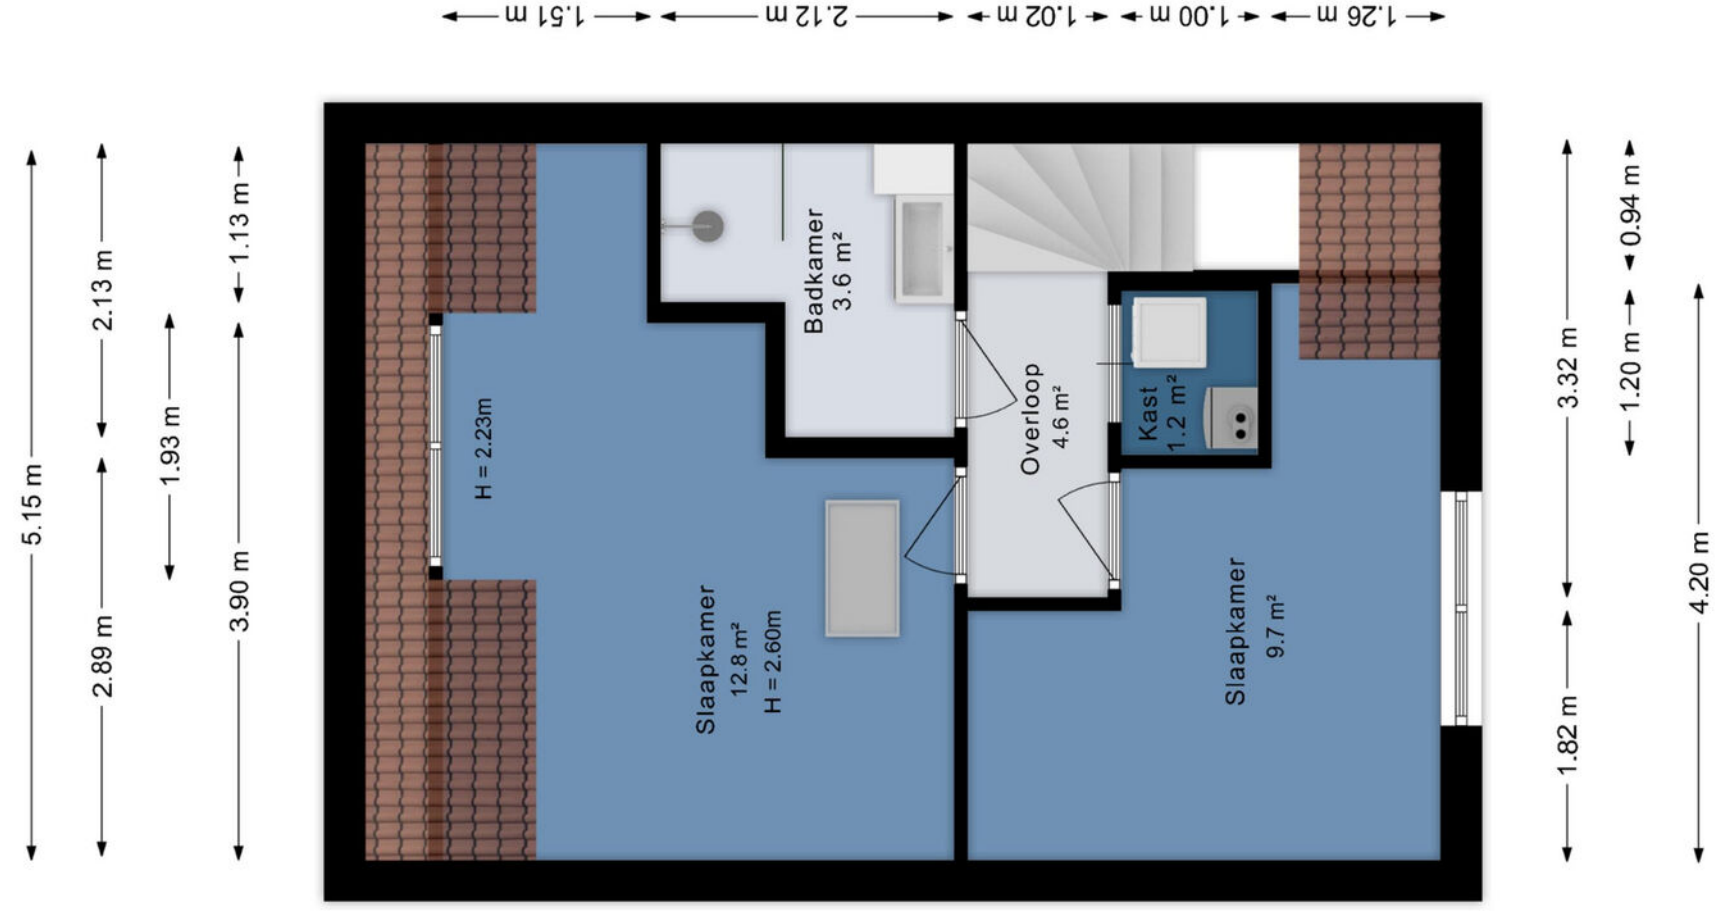 1.51 m
2.12 m
1.02 m
1.00 m
1.26 m
5.15 m
2.13 m
2.89 m
1.93 m
1.13 m
3.90 m
H = 2.23m
Badkamer
3.6 m²
Overloop
4.6 m²
Kast
1.2 m²
Slaapkamer
12.8 m²
H = 2.60m
Slaapkamer
9.7 m²
3.32 m
1.82 m
0.94 m
1.20 m
4.20 m